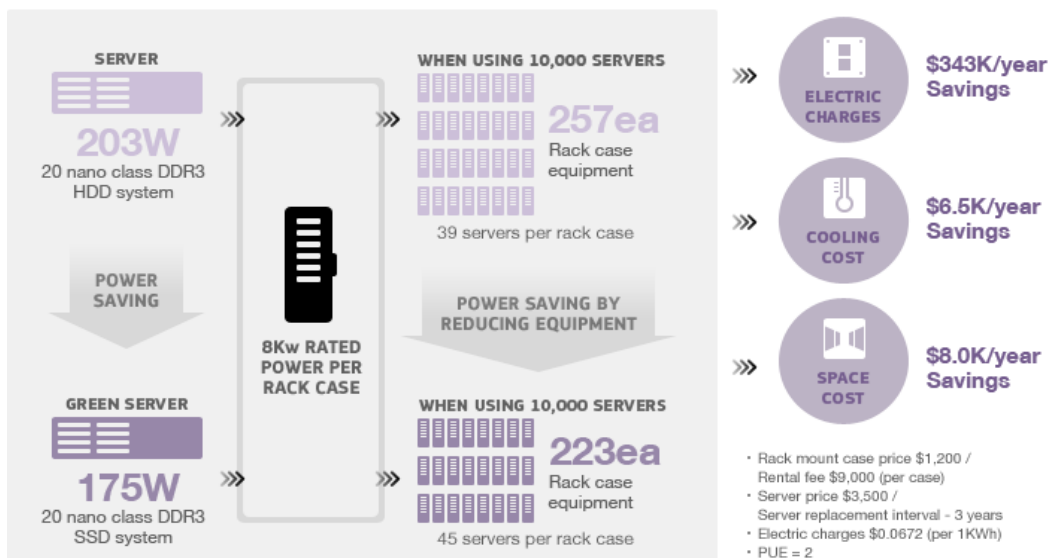 SERVER
203W
20 nano class DDR3
HDD system
POWER
SAVING
GREEN SERVER
175W
20 nano class DDR3
SSD system
8Kw RATED
POWER PER
RACK CASE
WHEN USING 10,000 SERVERS
257ea
Rack case
equipment
39 servers per rack case
POWER SAVING BY
REDUCING EQUIPMENT
WHEN USING 10,000 SERVERS
223ea
Rack case
equipment
45 servers per rack case
ELECTRIC
CHARGES
$343K/year
Savings
COOLING
COST
$6.5K/year
Savings
SPACE
COST
$8.0K/year
Savings
• Rack mount case price $1,200 /
Rental fee $9,000 (per case)
• Server price $3,500 /
Server replacement interval - 3 years
• Electric charges $0.0672 (per 1KWh)
• PUE = 2